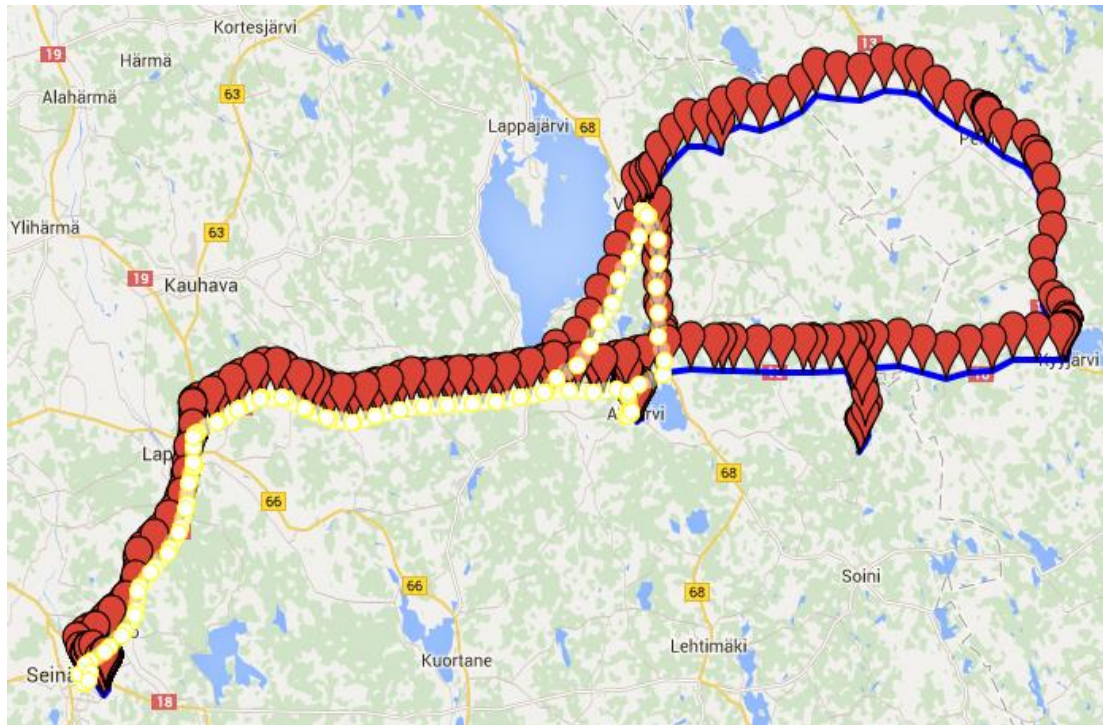 Kortesjärvi
13
19
Härmä
63
Alahärmä
Lappajärvi
68
Ylihärmä
63
19
Kauhava
Kyyjärvi
68
66
66
Soini
68
Lehtimäki
Kuortane
18